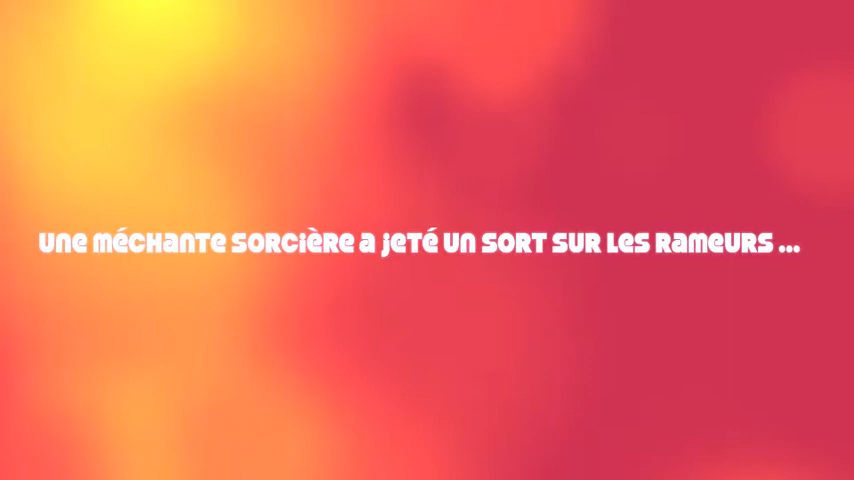 Une méchante sorcière a jeté un sort sur les rameurs ...